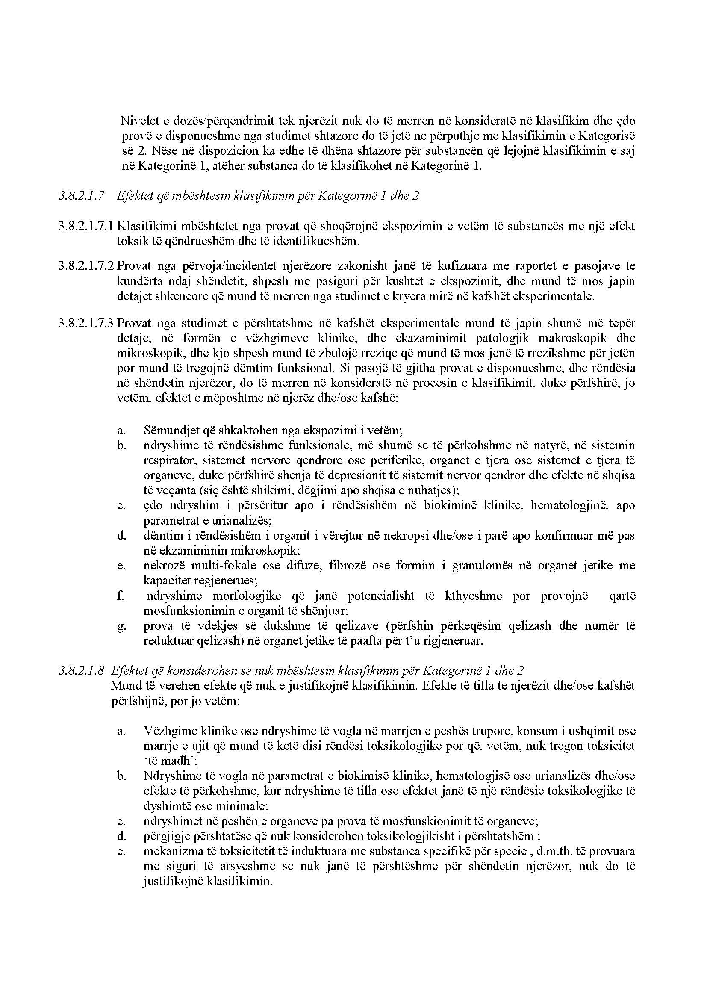 Nivelet e dozës/përqendrimit tek njerëzit nuk do të merren në konsideratë në klasifikim dhe çdo
provë e disponueshme nga studimet shtazore do të jetë ne përputhje me klasifikimin e Kategorisë
së 2. Nëse në dispozicion ka edhe të dhëna shtazore për substancën që lejojnë klasifikimin e saj
në Kategorinë 1, atëher substanca do të klasifikohet në Kategorinë 1.
3.8.2.1.7 Efektet që mbështesin klasifikimin për Kategorinë 1 dhe 2
3.8.2.1.7.1 Klasifikimi mbështetet nga provat që shoqërojnë ekspozimin e vetëm të substancës me një efekt
toksik të qëndrueshëm dhe të identifikueshëm.
3.8.2.1.7.2 Provat nga përvoja/incidentet njerëzore zakonisht janë të kufizuara me raportet e pasojave te
kundërta ndaj shëndetit, shpesh me pasiguri për kushtet e ekspozimit, dhe mund të mos japin
detajet shkencore që mund të merren nga studimet e kryera mirë në kafshët eksperimentale.
3.8.2.1.7.3 Provat nga studimet e përshtatshme në kafshët eksperimentale mund të japin shumë më tepër
detaje, në formën e vëzhgimeve klinike, dhe ekazaminimit patologjik makroskopik dhe
mikroskopik, dhe kjo shpesh mund të zbulojë rreziqe që mund të mos jenë të rrezikshme për jetën
por mund të tregojnë dëmtim funksional. Si pasojë të gjitha provat e disponueshme, dhe rëndësia
në shëndetin njerëzor, do të merren në konsideratë në procesin e klasifikimit, duke përfshirë, jo
vetëm, efektet e mëposhtme në njerëz dhe/ose kafshë:
a. Sëmundjet që shkaktohen nga ekspozimi i vetëm;
b. ndryshime të rëndësishme funksionale, më shumë se të përkohshme në natyrë, në sistemin
respirator, sistemet nervore qendrore ose periferike, organet e tjera ose sistemet e tjera të
organeve, duke përfshirë shenja të depresionit të sistemit nervor qendror dhe efekte në shqisa
të veçanta (siç është shikimi, dëgjimi apo shqisa e nuhatjes);
c. çdo ndryshim i përsëritur apo i rëndësishëm në biokiminë klinike, hematologjinë, apo
parametrat e urianalizës;
d. dëmtim i rëndësishëm i organit i vërejtur në nekropsi dhe/ose i parë apo konfirmuar më pas
në ekzaminimin mikroskopik;
e. nekrozë multi-fokale ose difuze, fibrozë ose formim i granulomës në organet jetike me
kapacitet regjenerues;
f. ndryshime morfologjike që janë potencialisht të kthyeshme por provojnë qartë
mosfunksionimin e organit të shënjuar;
g. prova të vdekjes së dukshme të qelizave (përfshin përkeqësim qelizash dhe numër të
reduktuar qelizash) në organet jetike të paafta për t’u rigjeneruar.
3.8.2.1.8 Efektet që konsiderohen se nuk mbështesin klasifikimin për Kategorinë 1 dhe 2
Mund të verehen efekte që nuk e justifikojnë klasifikimin. Efekte të tilla te njerëzit dhe/ose kafshët
përfshijnë, por jo vetëm:
a. Vëzhgime klinike ose ndryshime të vogla në marrjen e peshës trupore, konsum i ushqimit ose
marrje e ujit që mund të ketë disi rëndësi toksikologjike por që, vetëm, nuk tregon toksicitet
‘të madh’;
b. Ndryshime të vogla në parametrat e biokimisë klinike, hematologjisë ose urianalizës dhe/ose
efekte të përkohshme, kur ndryshime të tilla ose efektet janë të një rëndësie toksikologjike të
dyshimtë ose minimale;
c. ndryshimet në peshën e organeve pa prova të mosfunskionimit të organeve;
d. përgjigje përshtatëse që nuk konsiderohen toksikologjikisht i përshtatshëm ;
e. mekanizma të toksicitetit të induktuara me substanca specifikë për specie , d.m.th. të provuara
me siguri të arsyeshme se nuk janë të përshtëshme për shëndetin njerëzor, nuk do të
justifikojnë klasifikimin.